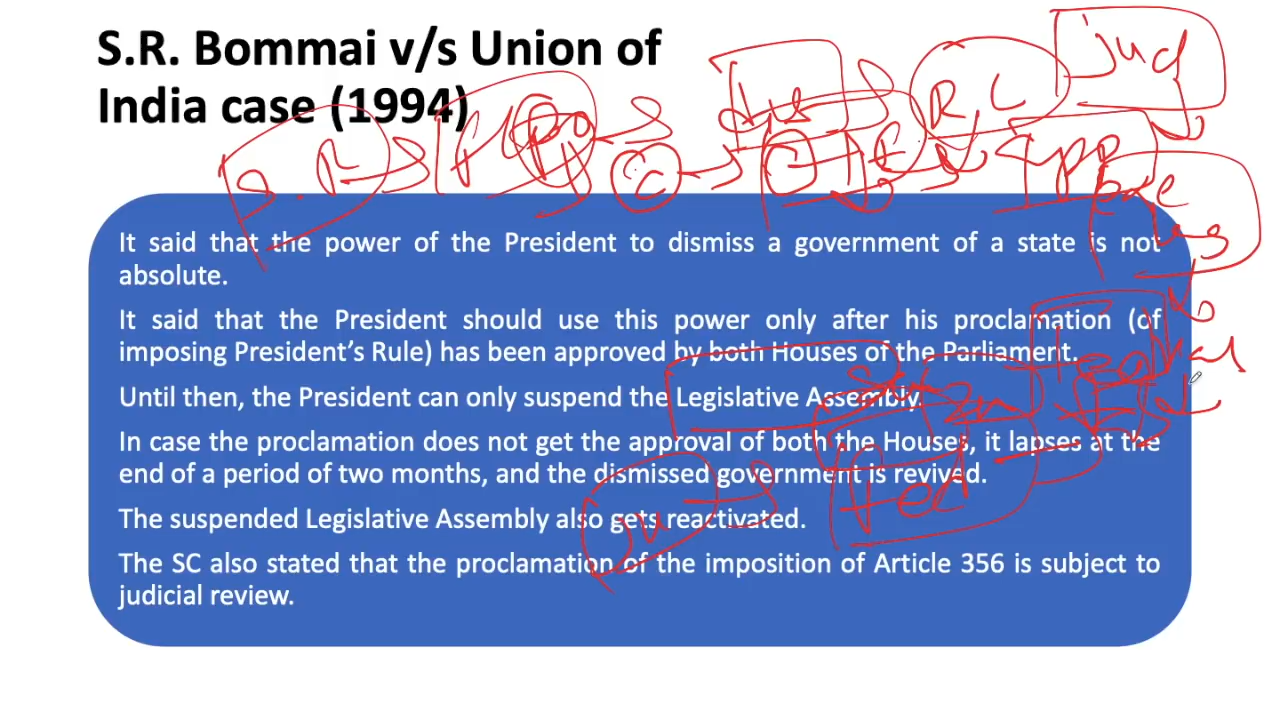 S.R. Bommai v/s Union of
India case (1994)
jud
R L
dis
P. R
C
app
It said that the power of the President to dismiss a government of a state is not
absolute.
It said that the President should use this power only after his proclamation (of
imposing President's Rule) has been approved by both Houses of the Parliament.
Until then, the President can only suspend the Legislative Assembly.
In case the proclamation does not get the approval of both the Houses, it lapses at the
end of a period of two months, and the dismissed government is revived.
The suspended Legislative Assembly also gets reactivated.
fed
The SC also stated that the proclamation of the imposition of Article 356 is subject to
judicial review.